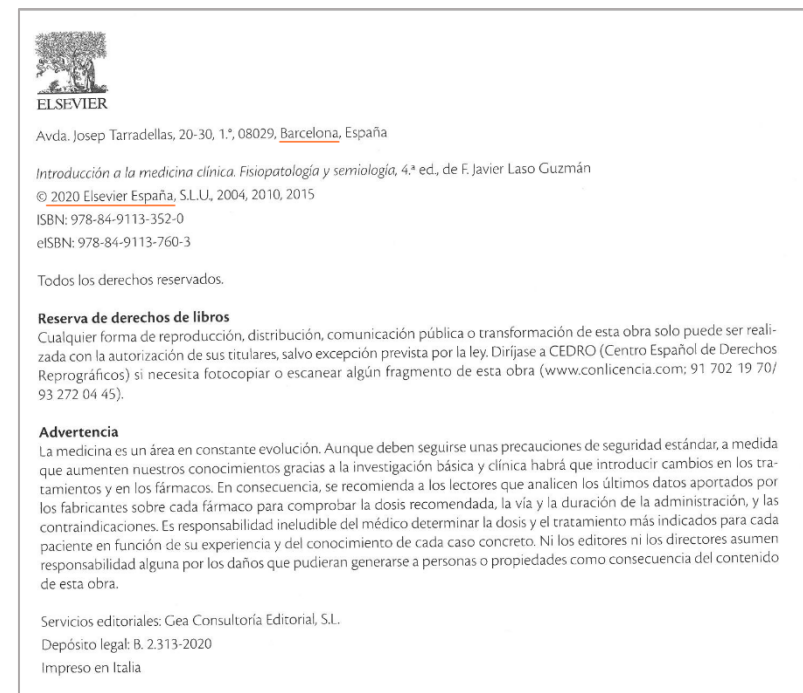 ELSEVIER
Avda. Josep Tarradellas, 20-30, 1.º, 08029, Barcelona, España
Introducción a la medicina clínica. Fisiopatología y semiología, 4.ª ed., de F. Javier Laso Guzmán
© 2020 Elsevier España, S.L.U., 2004, 2010, 2015
ISBN: 978-84-9113-352-0
eISBN: 978-84-9113-760-3
Todos los derechos reservados.
Reserva de derechos de libros
Cualquier forma de reproducción, distribución, comunicación pública o transformación de esta obra solo puede ser reali-
zada con la autorización de sus titulares, salvo excepción prevista por la ley. Diríjase a CEDRO (Centro Español de Derechos
Reprográficos) si necesita fotocopiar o escanear algún fragmento de esta obra (www.conlicencia.com; 91 702 19 70/
93 272 04 45).
Advertencia
La medicina es un área en constante evolución. Aunque deben seguirse unas precauciones de seguridad estándar, a medida
que aumenten nuestros conocimientos gracias a la investigación básica y clínica habrá que introducir cambios en los tra-
tamientos y en los fármacos. En consecuencia, se recomienda a los lectores que analicen los últimos datos aportados por
los fabricantes sobre cada fármaco para comprobar la dosis recomendada, la vía y la duración de la administración, y las
contraindicaciones. Es responsabilidad ineludible del médico determinar la dosis y el tratamiento más indicados para cada
paciente en función de su experiencia y del conocimiento de cada caso concreto. Ni los editores ni los directores asumen
responsabilidad alguna por los daños que pudieran generarse a personas o propiedades como consecuencia del contenido
de esta obra.
Servicios editoriales: Gea Consultoría Editorial, S.L.
Depósito legal: B. 2.313-2020
Impreso en Italia